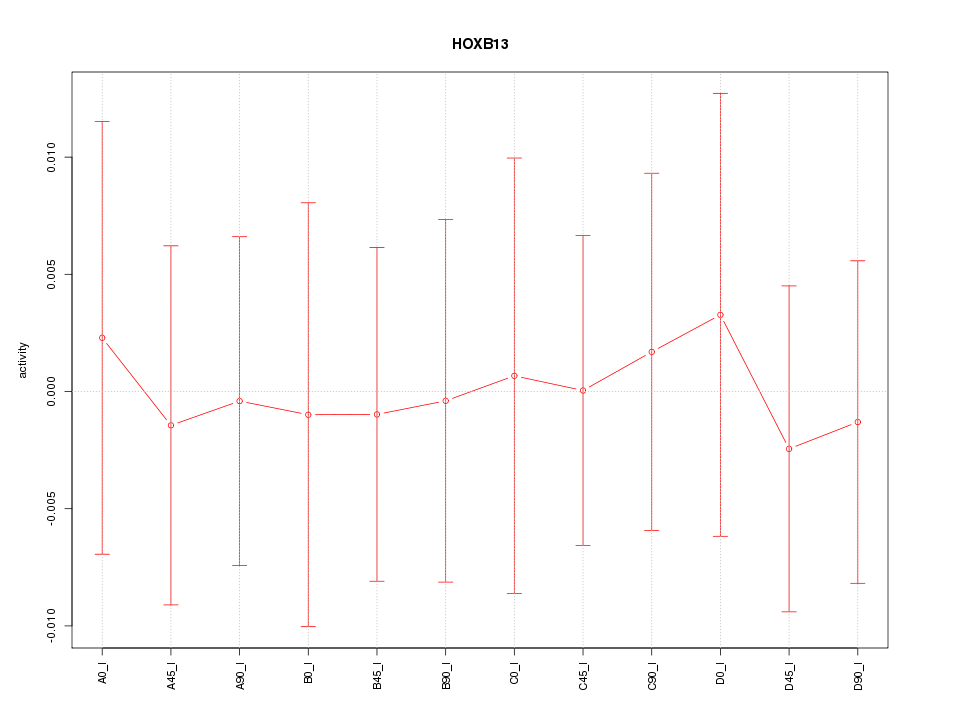 HOXB13
activity
0.010
0.005
0.000
-0.005
-0.010
A0_I
A45_I
A90_I
B0_I
B45_I
B90_I
C0_I
C45_I
C90_I
D0_I
D45_I
D90_I